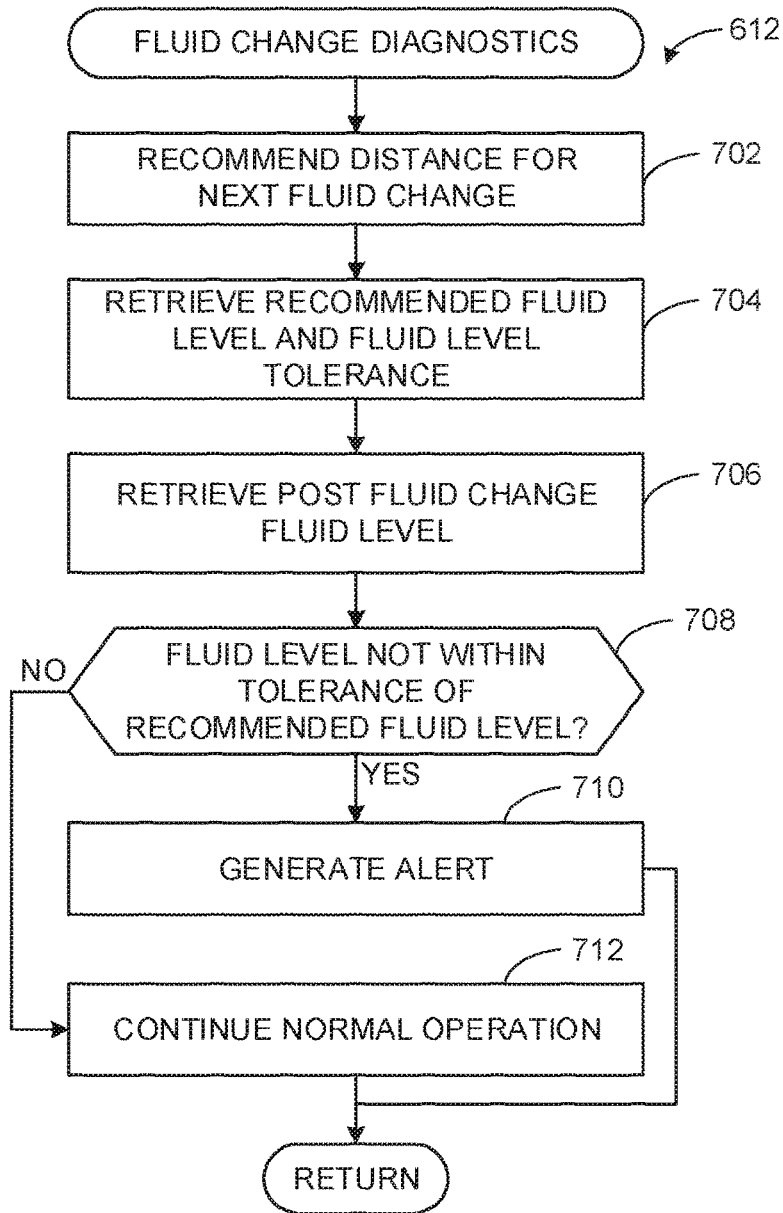 FLUID CHANGE DIAGNOSTICS
612
RECOMMEND DISTANCE FOR
NEXT FLUID CHANGE
702
RETRIEVE RECOMMENDED FLUID
LEVEL AND FLUID LEVEL
TOLERANCE
704
RETRIEVE POST FLUID CHANGE
FLUID LEVEL
706
FLUID LEVEL NOT WITHIN
TOLERANCE OF
RECOMMENDED FLUID LEVEL?
708
NO
YES
710
GENERATE ALERT
712
CONTINUE NORMAL OPERATION
RETURN